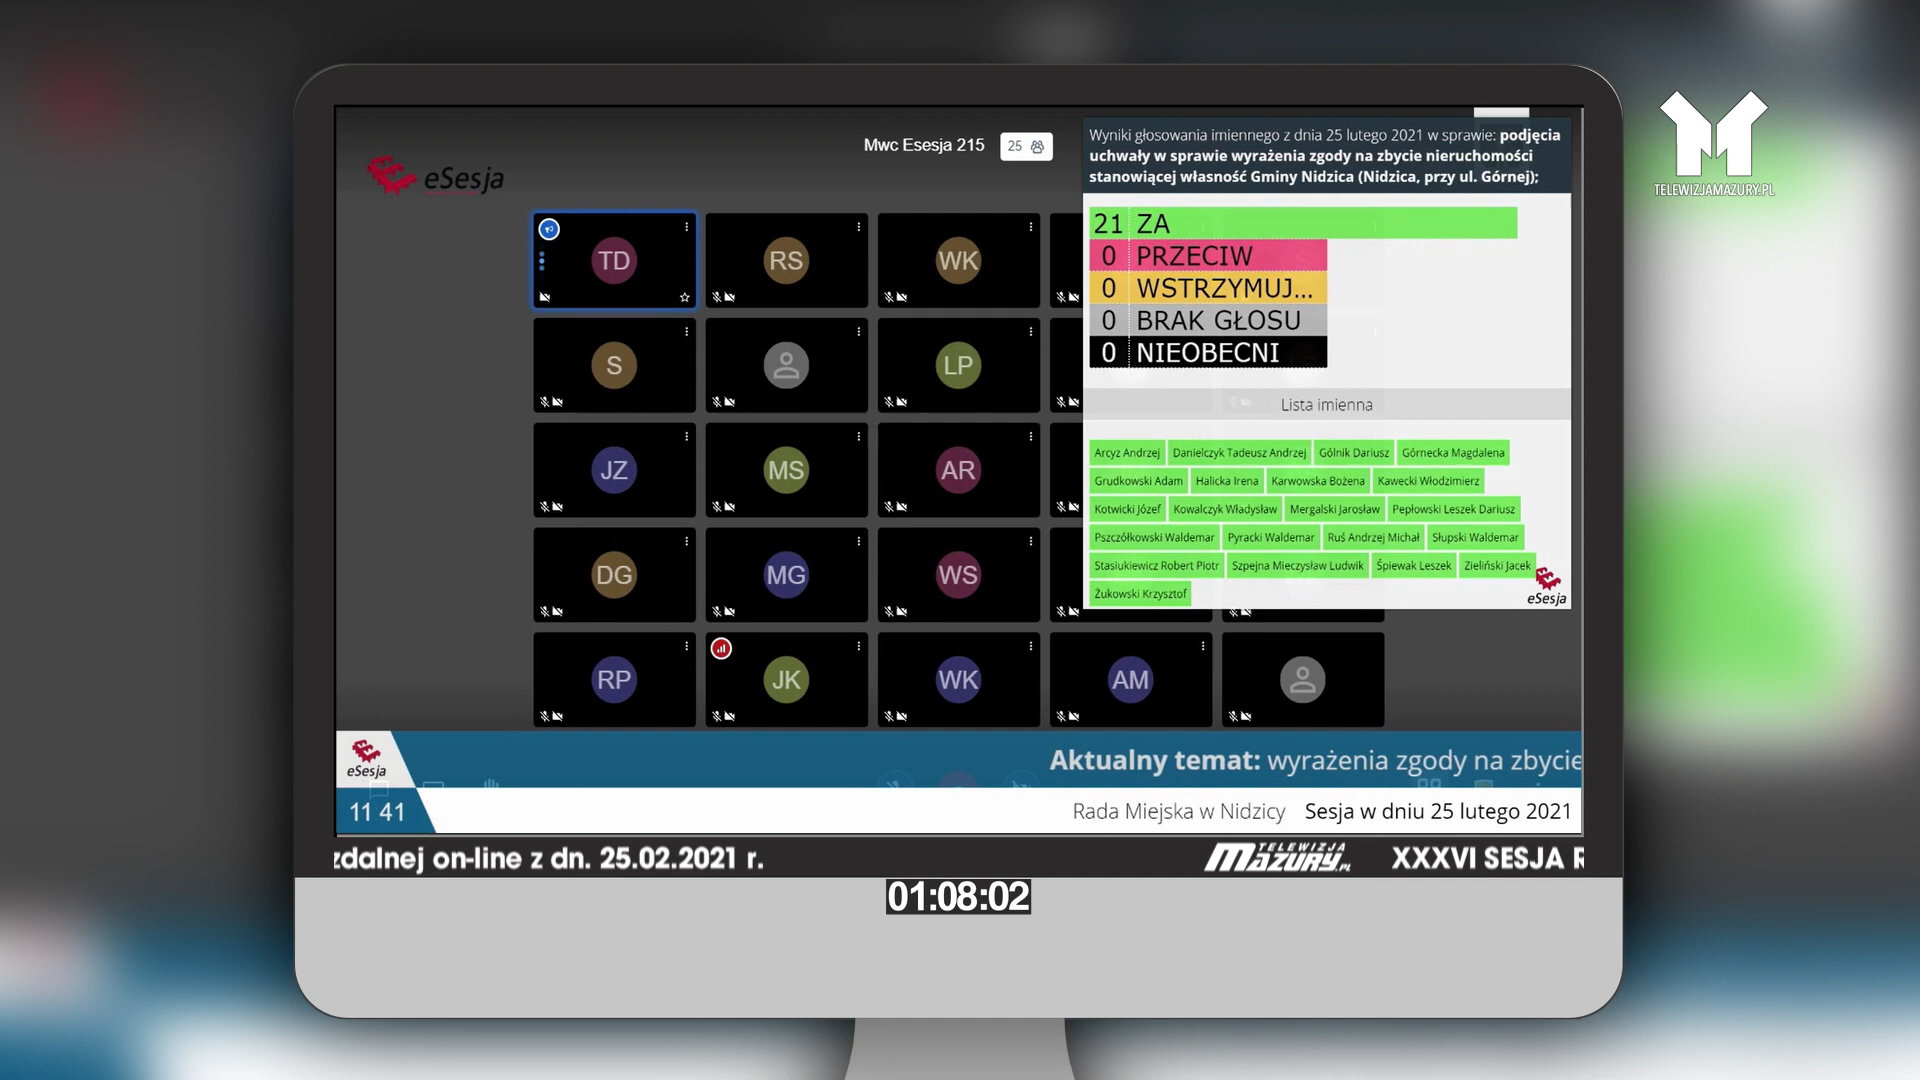 TELEWIZJAMAZURY.PL
eSesja
Mwc Esesja 215
25
Wyniki głosowania imiennego z dnia 25 lutego 2021 w sprawie: podjęcia
uchwały w sprawie wyrażenia zgody na zbycie nieruchomości
stanowiącej własność Gminy Nidzica (Nidzica, przy ul. Górnej);
21 ZA
0 PRZECIW
0 WSTRZYMUJ...
0 BRAK GŁOSU
0 NIEOBECNI
Lista imienna
Arcyz Andrzej Danielczyk Tadeusz Andrzej Gólnik Dariusz Górnecka Magdalena
Grudkowski Adam Halicka Irena Karwowska Bożena Kawecki Włodzimierz
Kotwicki Józef Kowalczyk Władysław Mergalski Jarosław Pepłowski Leszek Dariusz
Pszczółkowski Waldemar Pyracki Waldemar Ruś Andrzej Michał Słupski Waldemar
Stasiukiewicz Robert Piotr Szpejna Mieczysław Ludwik Śpiewak Leszek Zieliński Jacek
Żukowski Krzysztof
eSesja
TD RS WK
S LP
JZ MS AR
DG MG WS
RP JK WK AM
eSesja
Aktualny temat: wyrażenia zgody na zbycie
11 41
Rada Miejska w Nidzicy Sesja w dniu 25 lutego 2021
zdalnej on-line z dn. 25.02.2021 r. TELEWIZJA MAZURY.PL XXXVI SESJA R
01:08:02